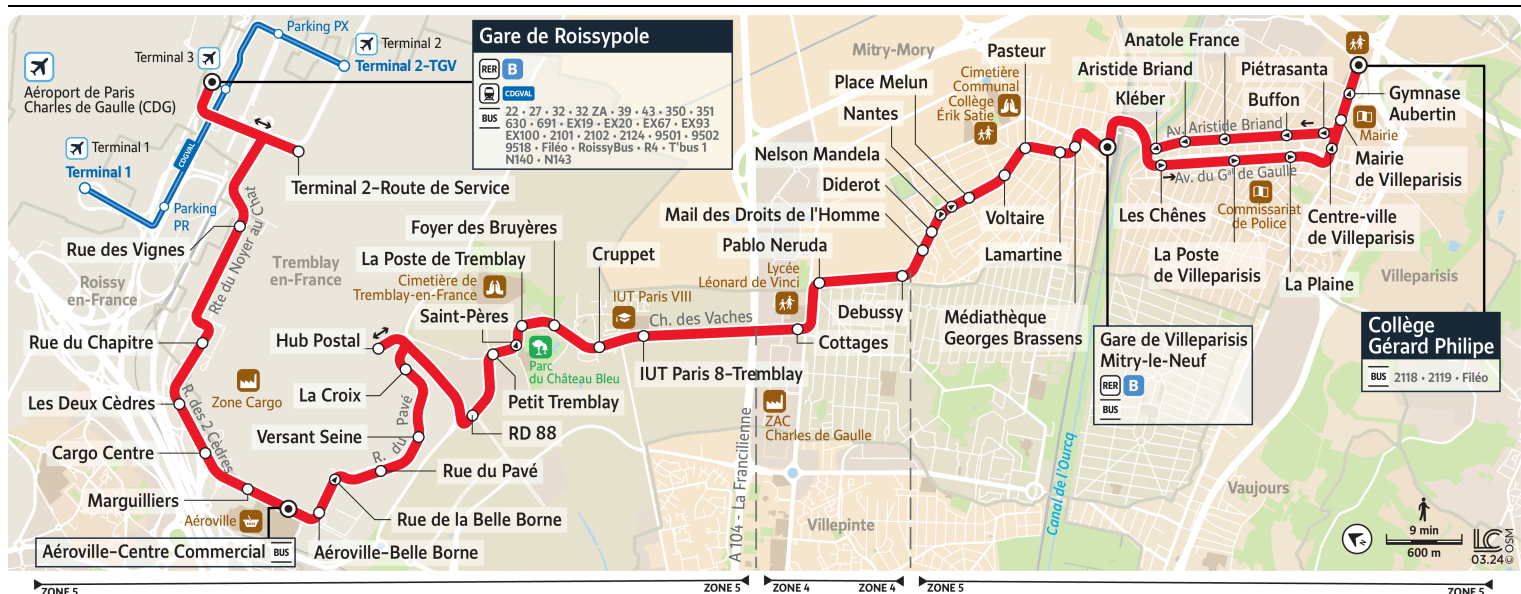 Parking PX
Terminal 2
Terminal 2–TGV
Terminal 3
Aéroport de Paris
Charles de Gaulle (CDG)
Gare de Roissypole
RER B
CDGVAL
BUS
22 • 27 • 32 • 32 ZA • 39 • 43 • 350 • 351
630 • 691 • EX19 • EX20 • EX67 • EX93
EX100 • 2101 • 2102 • 2124 • 9501 • 9502
9518 • Filéo • RoissyBus • R4 • T'bus 1
N140 • N143
Terminal 1
Terminal 1
CDGVAL
Parking
PR
Terminal 2–Route de Service
Rue des Vignes
Rte du Noyer au Chat
Roissy
en-France
Tremblay
en-France
Rue du Chapitre
Les Deux Cèdres
R. des 2 Cèdres
Zone Cargo
Cargo Centre
Marguilliers
Aéroville
Aéroville–Centre Commercial BUS
Aéroville–Belle Borne
Rue de la Belle Borne
Rue du Pavé
R. du Pavé
Versant Seine
La Croix
Hub Postal
RD 88
Petit Tremblay
Saint-Pères
La Poste de Tremblay
Cimetière de
Tremblay-en-France
Foyer des Bruyères
Parc
du Château Bleu
Cruppet
IUT Paris VIII
Ch. des Vaches
IUT Paris 8–Tremblay
Lycée
Léonard de Vinci
Cottages
Pablo Neruda
Debussy
ZAC
Charles de Gaulle
A 104 - La Francilienne
Villepinte
Mail des Droits de l'Homme
Diderot
Nelson Mandela
Nantes
Place Melun
Mitry-Mory
Cimetière
Communal
Collège
Érik Satie
Pasteur
Voltaire
Lamartine
Médiathèque
Georges Brassens
Gare de Villeparisis
Mitry-le-Neuf
RER B
BUS
Canal de l'Ourcq
Anatole France
Aristide Briand
Kléber
Piétrasanta
Buffon
Av. Aristide Briand
Av. du Gal de Gaulle
Les Chênes
La Poste
de Villeparisis
Commissariat
de Police
La Plaine
Centre-ville
de Villeparisis
Mairie
Mairie
de Villeparisis
Gymnase
Aubertin
Villeparisis
Collège
Gérard Philipe
BUS 2118 • 2119 • Filéo
Vaujours
9 min
600 m
LC
03.24 © OSM
ZONE 5
ZONE 5
ZONE 4
ZONE 4
ZONE 5
ZONE 5